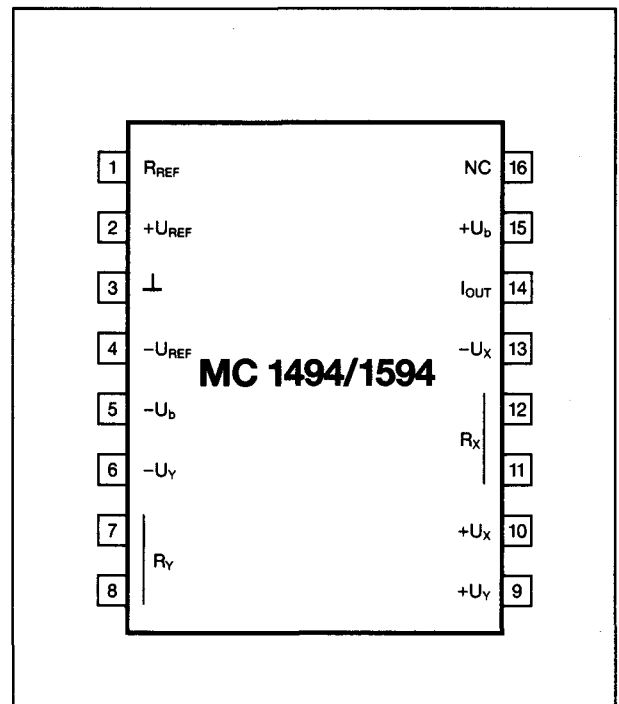 1 R_REF NC 16
2 +U_REF +U_b 15
3 ⊥ I_OUT 14
4 -U_REF -U_X 13
MC 1494/1594
5 -U_b 12
R_X
6 -U_Y 11
7 +U_X 10
R_Y
8 +U_Y 9